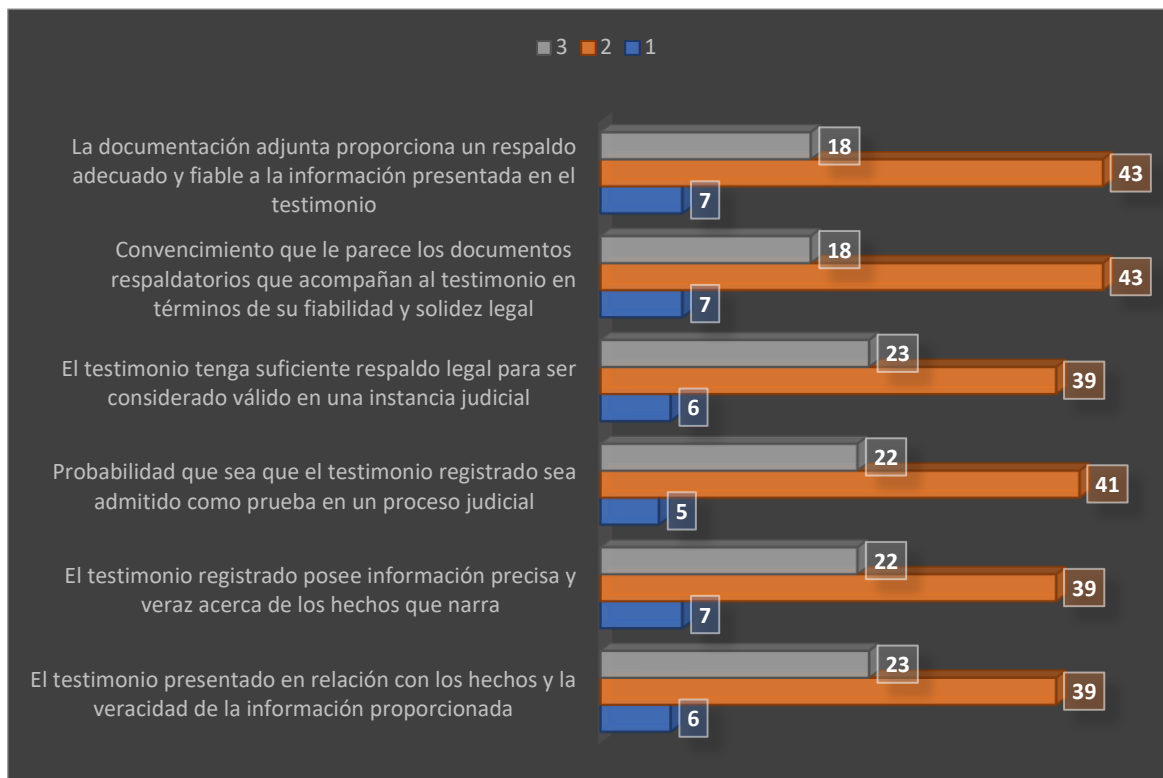 3 2 1
La documentación adjunta proporciona un respaldo
adecuado y fiable a la información presentada en el
testimonio
18
43
7
Convencimiento que le parece los documentos
respaldatorios que acompañan al testimonio en
términos de su fiabilidad y solidez legal
18
43
7
El testimonio tenga suficiente respaldo legal para ser
considerado válido en una instancia judicial
23
39
6
Probabilidad que sea que el testimonio registrado sea
admitido como prueba en un proceso judicial
22
41
5
El testimonio registrado posee información precisa y
veraz acerca de los hechos que narra
22
39
7
El testimonio presentado en relación con los hechos y la
veracidad de la información proporcionada
23
39
6